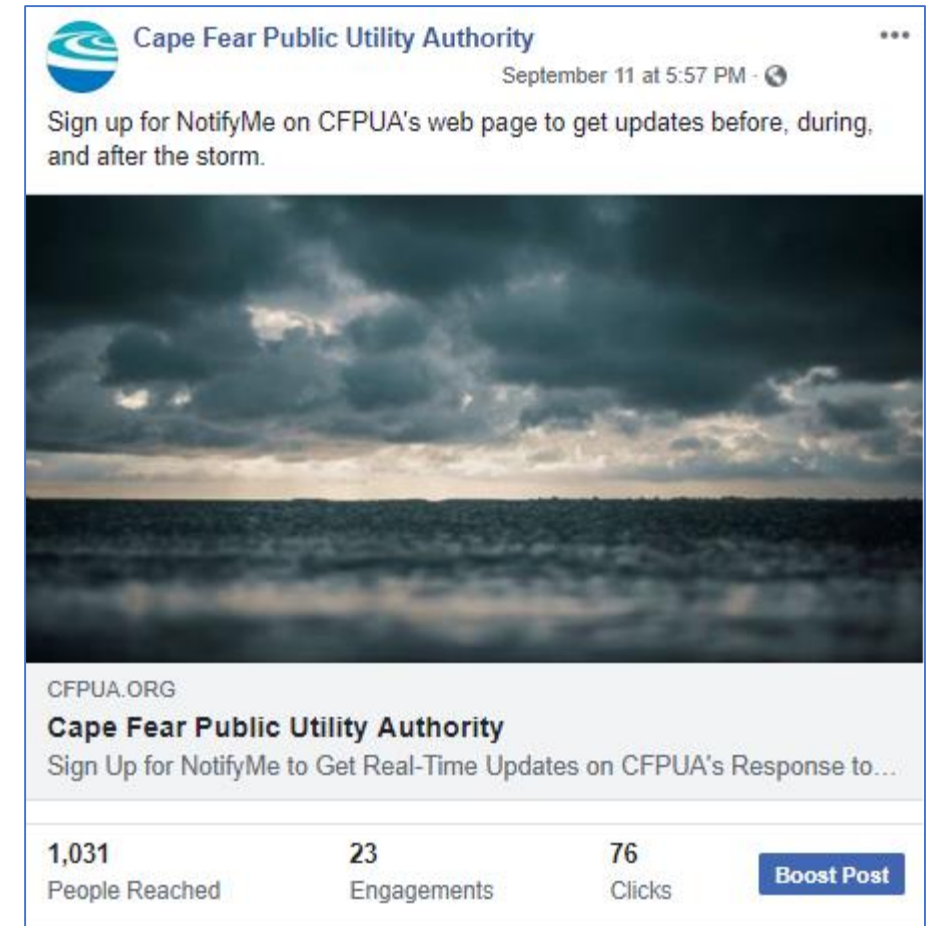 Cape Fear Public Utility Authority
September 11 at 5:57 PM ·
Sign up for NotifyMe on CFPUA's web page to get updates before, during,
and after the storm.
CFPUA.ORG
Cape Fear Public Utility Authority
Sign Up for NotifyMe to Get Real-Time Updates on CFPUA's Response to...
1,031 23 76
People Reached Engagements Clicks
Boost Post